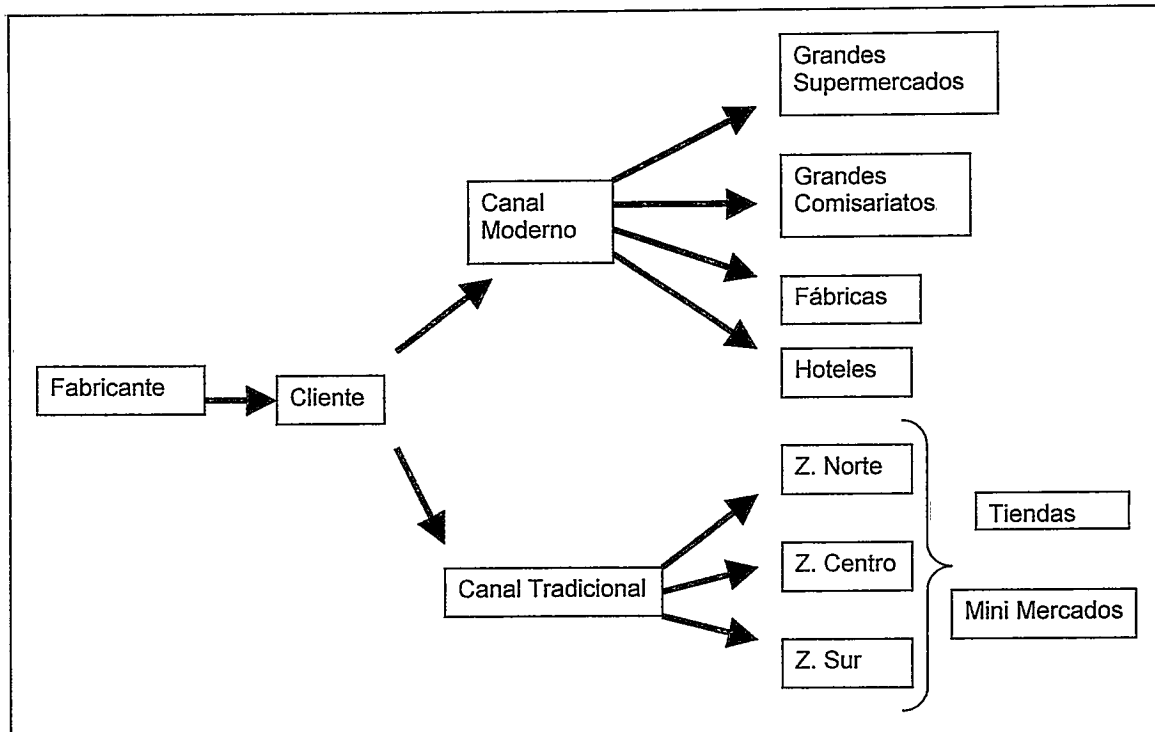 Grandes
Supermercados
Grandes
Comisariatos
Canal
Moderno
Fábricas
Hoteles
Fabricante
Cliente
Z. Norte
Tiendas
Z. Centro
Canal Tradicional
Mini Mercados
Z. Sur